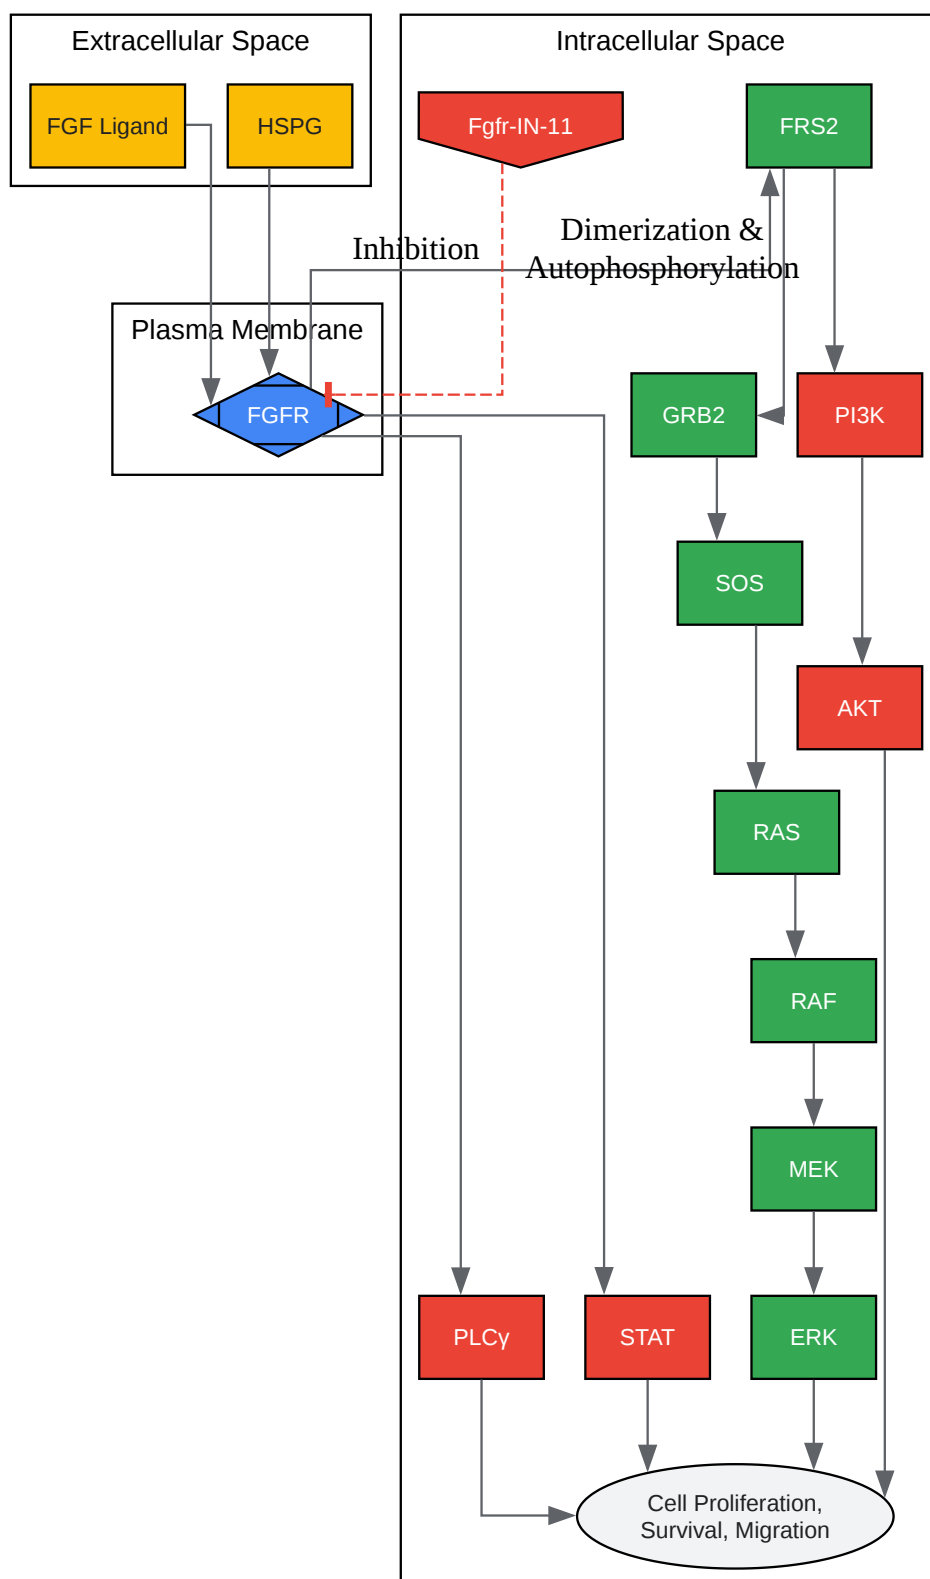 Extracellular Space
Intracellular Space
FGF Ligand
HSPG
Fgfr-IN-11
FRS2
Inhibition
Dimerization &
Autophosphorylation
Plasma Membrane
FGFR
GRB2
PI3K
SOS
AKT
RAS
RAF
MEK
PLCγ
STAT
ERK
Cell Proliferation,
Survival, Migration